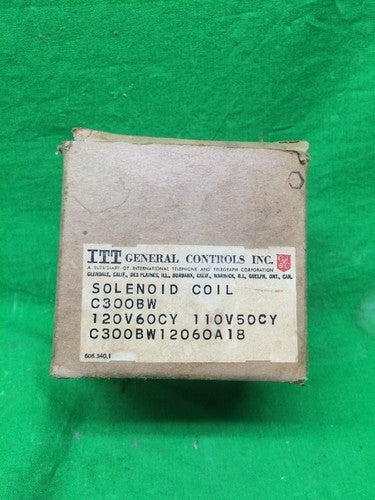 ITT GENERAL CONTROLS INC.
A SUBSIDIARY OF INTERNATIONAL TELEPHONE AND TELEGRAPH CORPORATION
GLENDALE, CALIF., DES PLAINES, ILL., BURBANK, CALIF., WARWICK, R.I., GUELPH, ONT., CAN.
SOLENOID COIL
C300BW
120V60CY 110V50CY
C300BW12060A18
606.340.1